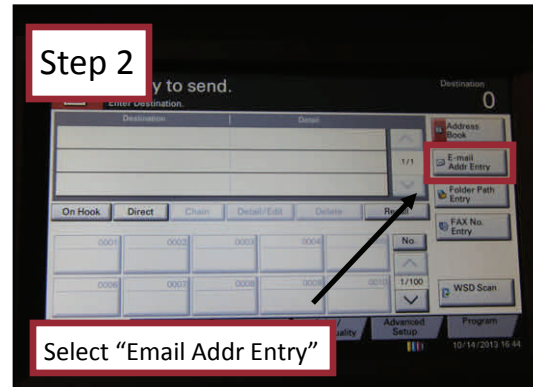 Step 2
y to send.
Enter Destination.
Destination
0
Destination
Detail
Address
Book
1/1
E-mail
Addr Entry
Folder Path
Entry
On Hook
Direct
Chain
Detail/Edit
Delete
FAX No.
Entry
0001
0002
0003
0004
No.
0006
0007
0008
0009
0010
1/100
WSD Scan
Advanced
Setup
Program
Select “Email Addr Entry”
10/14/2013 16:44